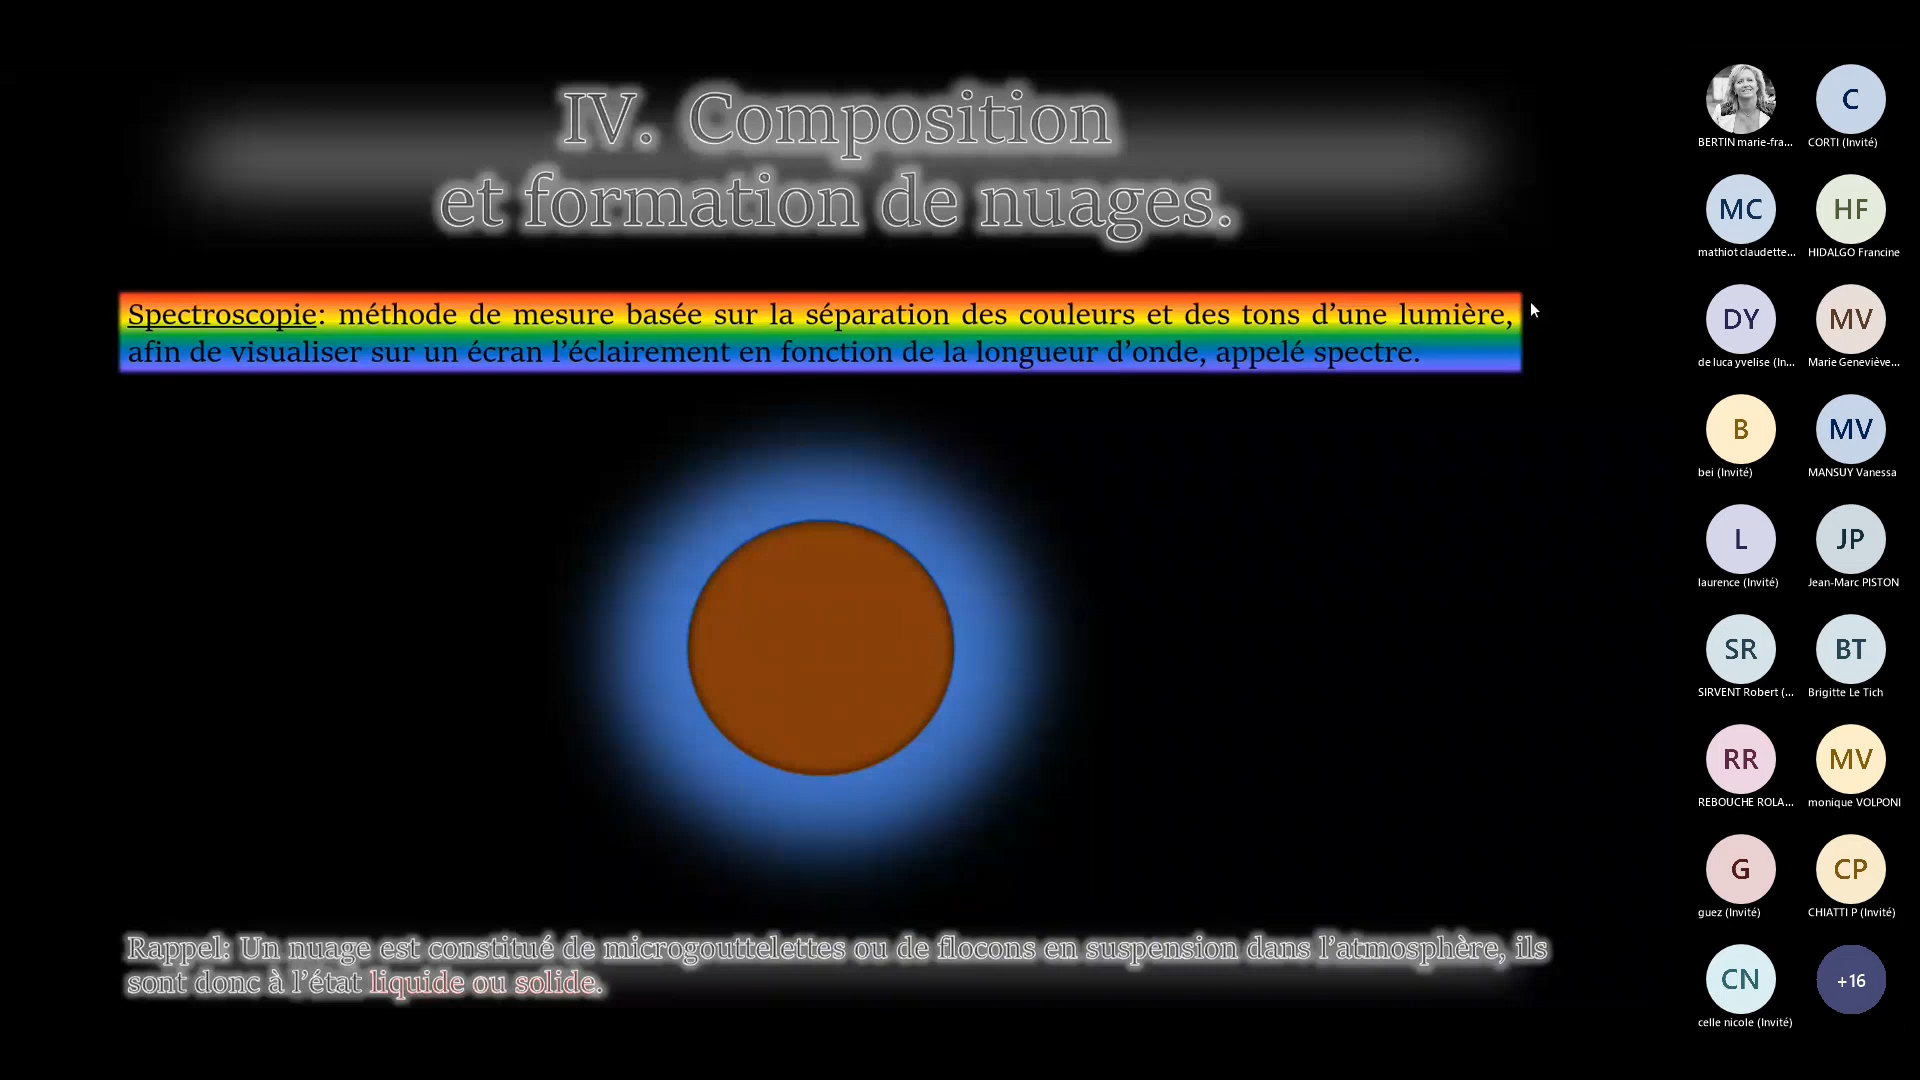 IV. Composition
et formation de nuages.
Spectroscopie: méthode de mesure basée sur la séparation des couleurs et des tons d’une lumière,
afin de visualiser sur un écran l’éclairement en fonction de la longueur d’onde, appelé spectre.
Rappel: Un nuage est constitué de microgouttelettes ou de flocons en suspension dans l’atmosphère, ils
sont donc à l’état liquide ou solide.
C
BERTIN marie-fra...
CORTI (Invité)
MC
HF
mathiot claudette...
HIDALGO Francine
DY
MV
de luca yvelise (In...
Marie Geneviève...
B
MV
bei (Invité)
MANSUY Vanessa
L
JP
laurence (Invité)
Jean-Marc PISTON
SR
BT
SIRVENT Robert (...
Brigitte Le Tich
RR
MV
REBOUCHE ROLA...
monique VOLPONI
G
CP
guez (Invité)
CHIATTI P (Invité)
CN
+16
celle nicole (Invité)